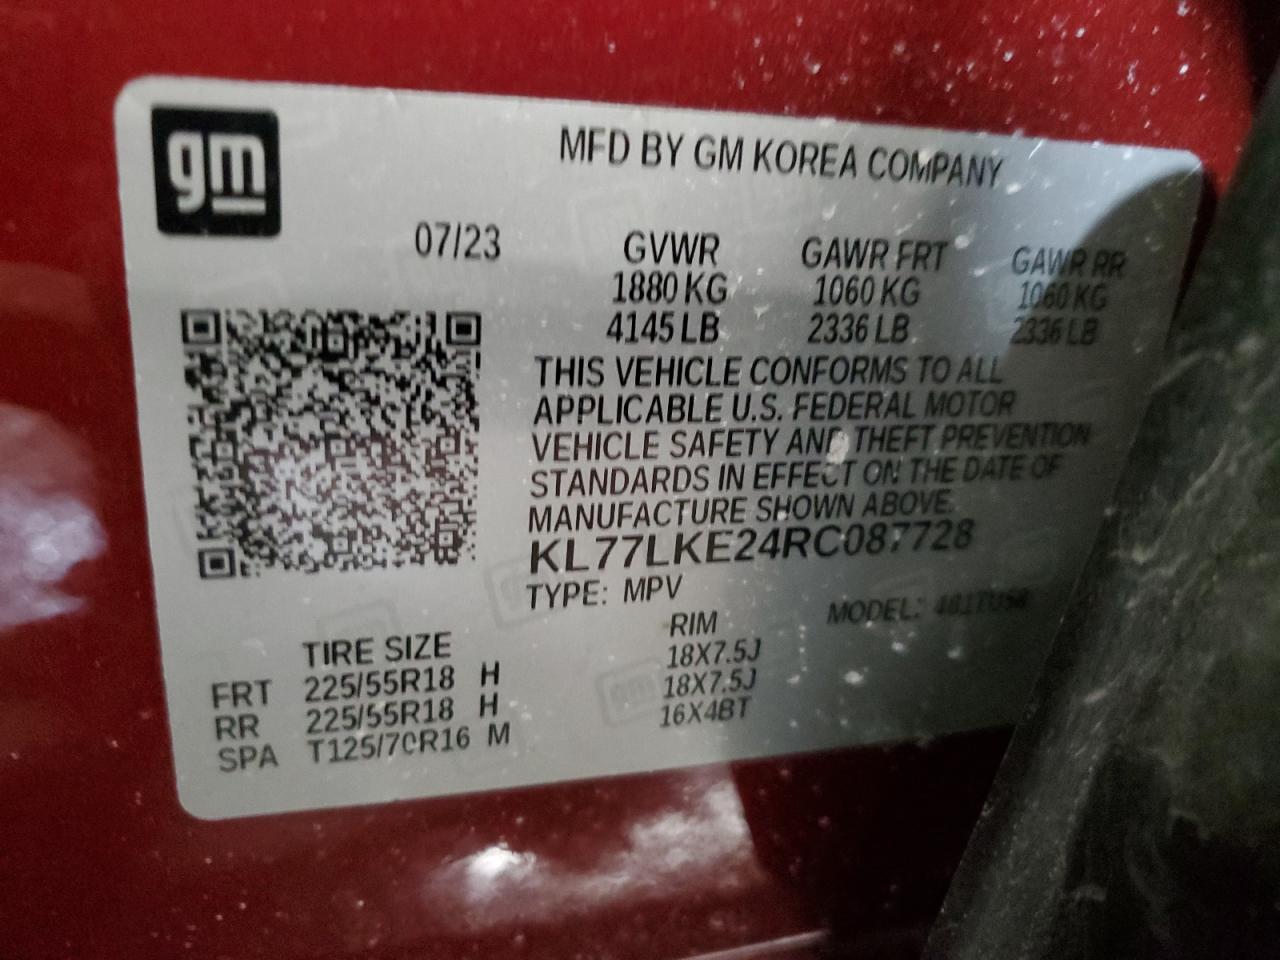 gm
MFD BY GM KOREA COMPANY
07/23 GVWR GAWR FRT GAWR RR
1880 KG 1060 KG 1060 KG
4145 LB 2336 LB 2336 LB
THIS VEHICLE CONFORMS TO ALL
APPLICABLE U.S. FEDERAL MOTOR
VEHICLE SAFETY AND THEFT PREVENTION
STANDARDS IN EFFECT ON THE DATE OF
MANUFACTURE SHOWN ABOVE.
KL77LKE24RC087728
TYPE: MPV MODEL:
TIRE SIZE RIM
FRT 225/55R18 H 18X7.5J
RR 225/55R18 H 18X7.5J
SPA T125/70R16 M 16X4BT